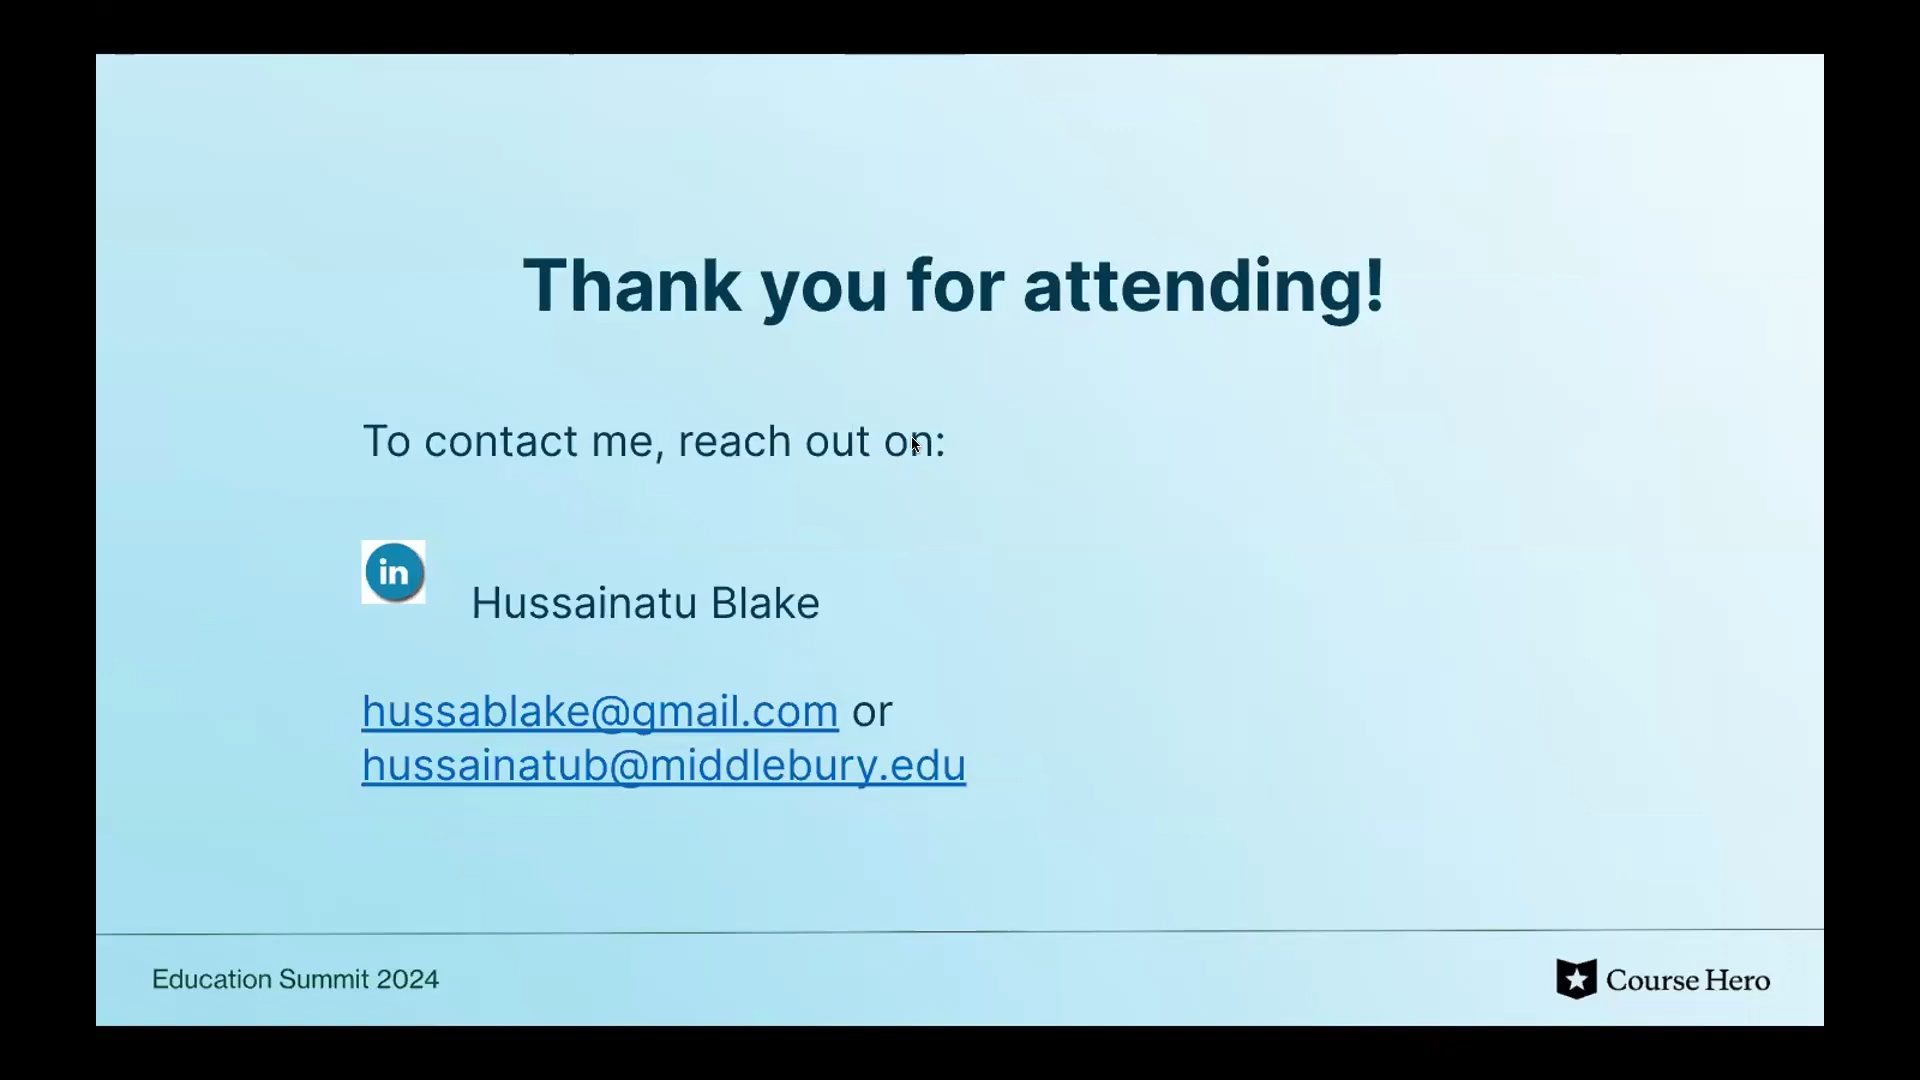 Thank you for attending!
To contact me, reach out on:
in
Hussainatu Blake
hussablake@gmail.com or
hussainatub@middlebury.edu
Education Summit 2024
Course Hero